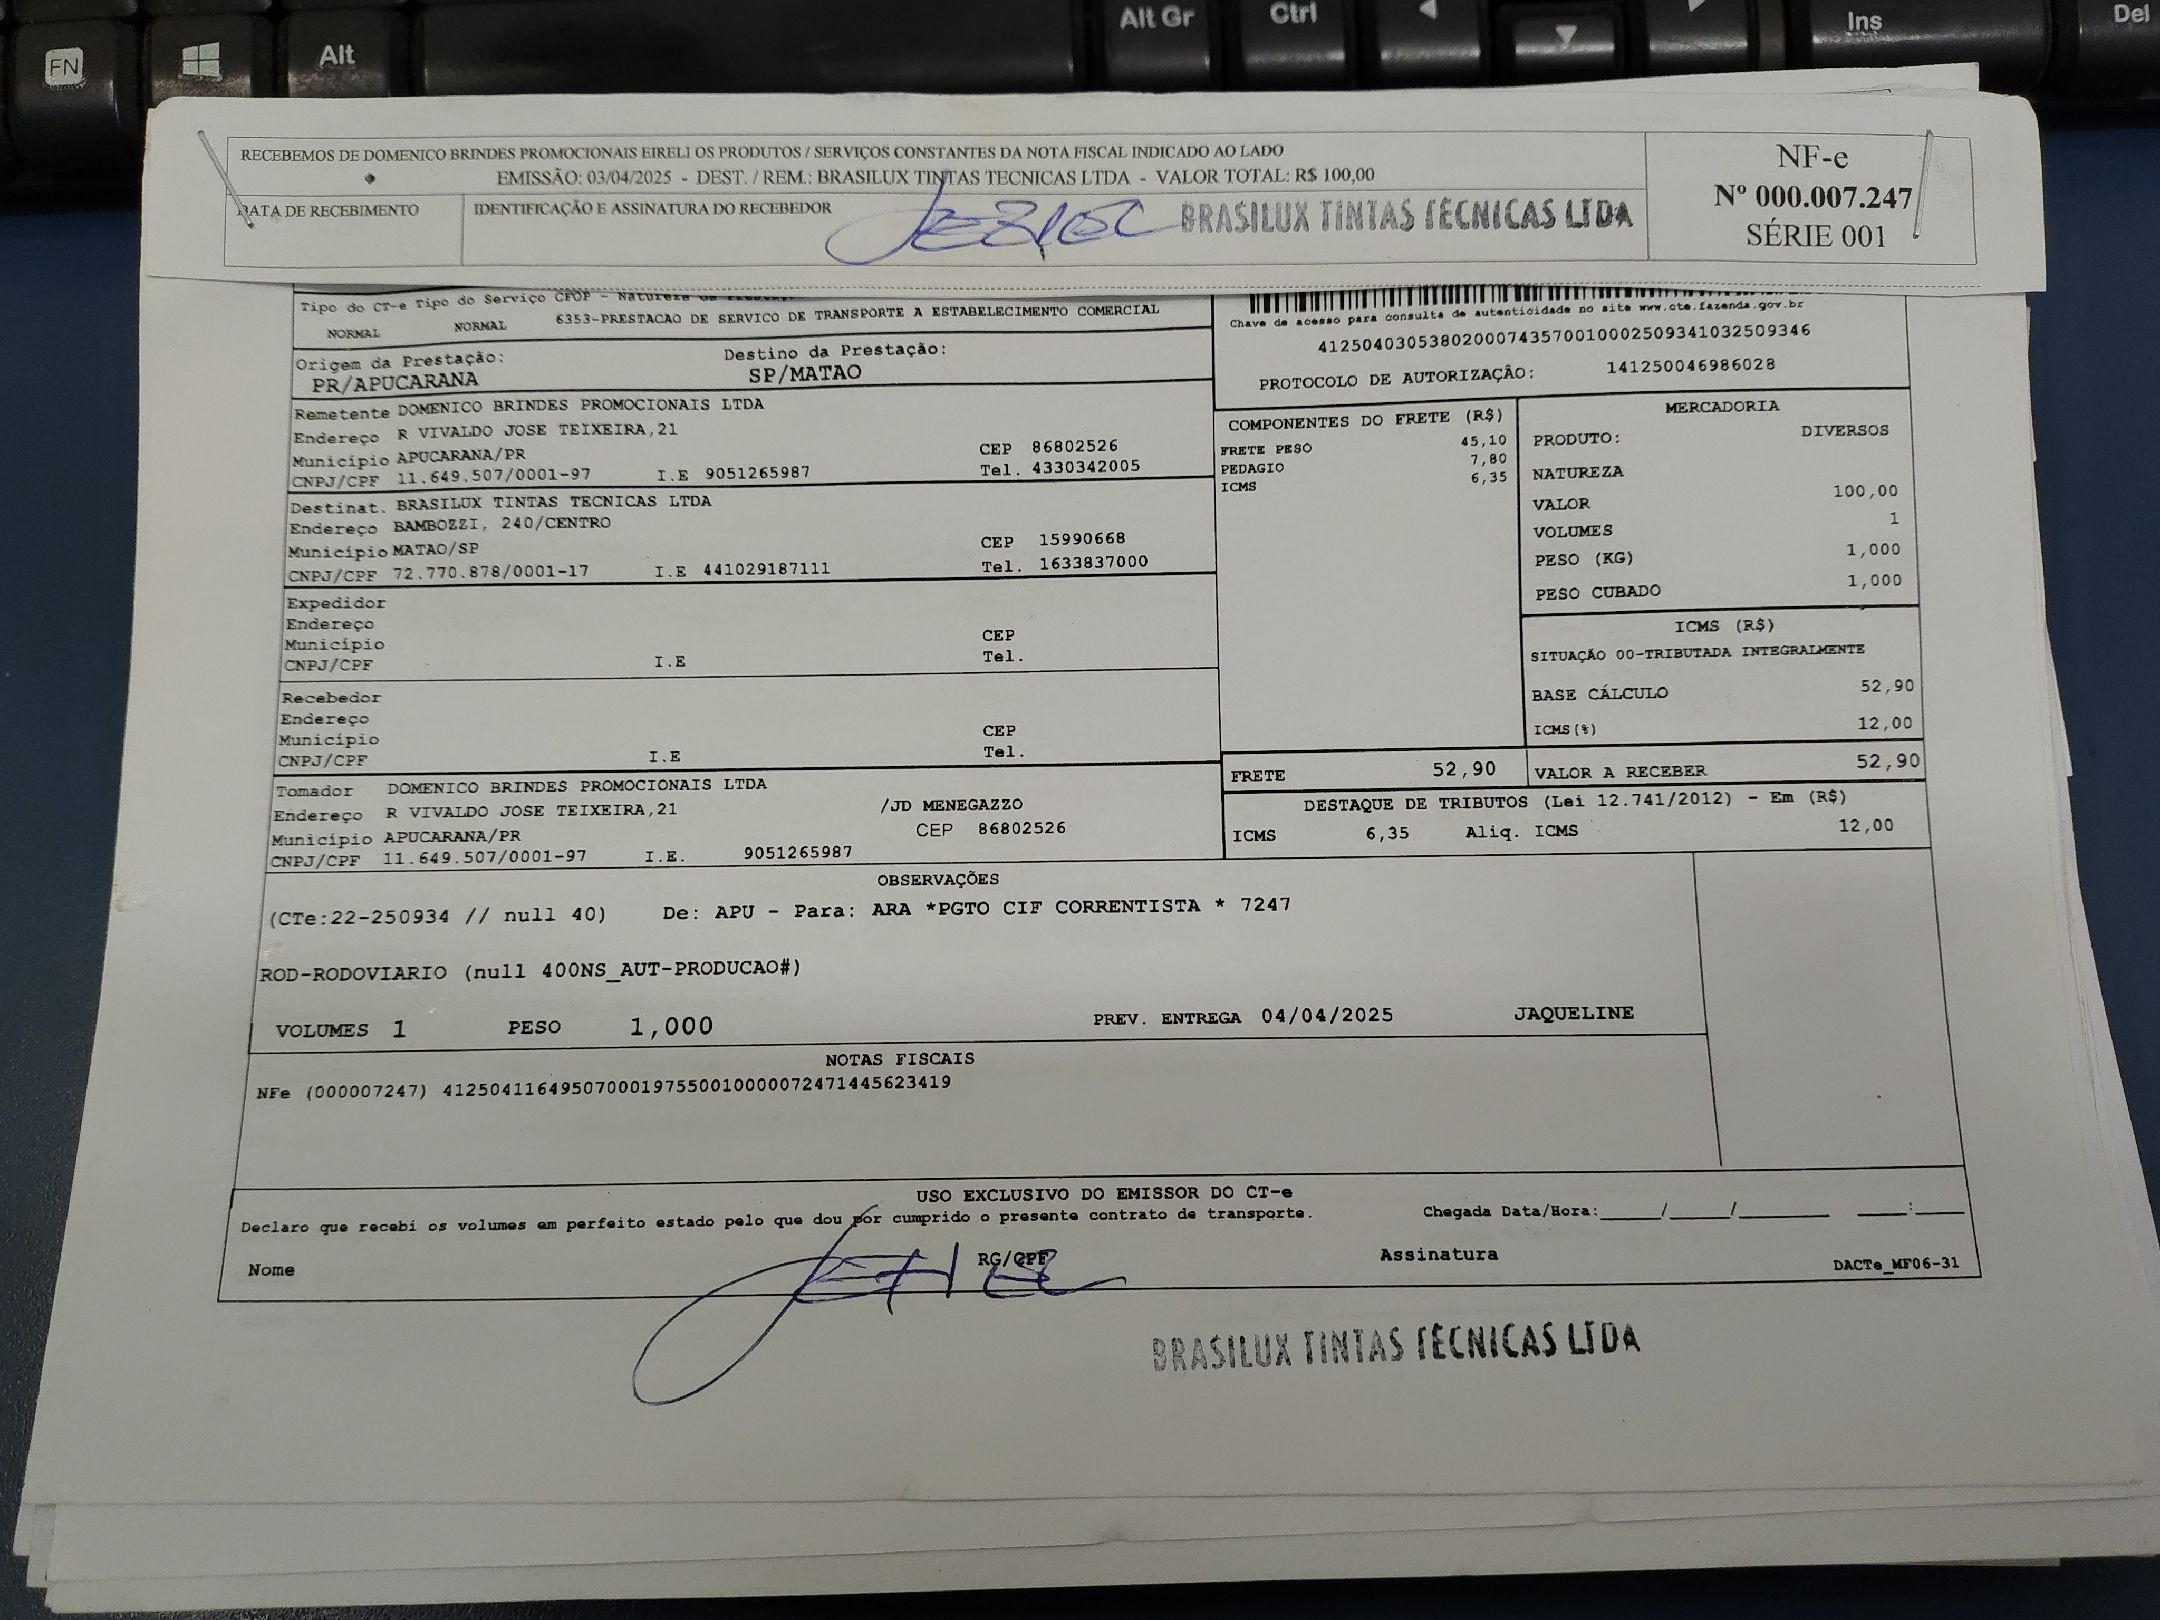 FN
Alt
Alt Gr
Ctrl
Ins
Del
RECEBEMOS DE DOMENICO BRINDES PROMOCIONAIS EIRELI OS PRODUTOS / SERVIÇOS CONSTANTES DA NOTA FISCAL INDICADO AO LADO
EMISSÃO: 03/04/2025 - DEST. / REM.: BRASILUX TINTAS TECNICAS LTDA - VALOR TOTAL: R$ 100,00
DATA DE RECEBIMENTO
IDENTIFICAÇÃO E ASSINATURA DO RECEBEDOR
BRASILUX TINTAS TECNICAS LTDA
NF-e
Nº 000.007.247
SÉRIE 001
Tipo do CT-e Tipo do Serviço CFOP - Natureza da
NORMAL NORMAL 6353-PRESTACAO DE SERVICO DE TRANSPORTE A ESTABELECIMENTO COMERCIAL
Chave de acesso para consulta de autenticidade no site www.cte.fazenda.gov.br
41250403053802000743570010002509341032509346
PROTOCOLO DE AUTORIZAÇÃO: 141250046986028
Origem da Prestação: Destino da Prestação:
PR/APUCARANA SP/MATAO
Remetente DOMENICO BRINDES PROMOCIONAIS LTDA
Endereço R VIVALDO JOSE TEIXEIRA,21
Município APUCARANA/PR CEP 86802526
CNPJ/CPF 11.649.507/0001-97 I.E 9051265987 Tel. 4330342005
Destinat. BRASILUX TINTAS TECNICAS LTDA
Endereço BAMBOZZI, 240/CENTRO
Município MATAO/SP CEP 15990668
CNPJ/CPF 72.770.878/0001-17 I.E 441029187111 Tel. 1633837000
Expedidor
Endereço
Município CEP
CNPJ/CPF I.E Tel.
Recebedor
Endereço
Município CEP
CNPJ/CPF I.E Tel.
Tomador DOMENICO BRINDES PROMOCIONAIS LTDA
Endereço R VIVALDO JOSE TEIXEIRA,21 /JD MENEGAZZO
Município APUCARANA/PR CEP 86802526
CNPJ/CPF 11.649.507/0001-97 I.E. 9051265987
COMPONENTES DO FRETE (R$)
FRETE PESO 45,10
PEDAGIO 7,80
ICMS 6,35
MERCADORIA
PRODUTO: DIVERSOS
NATUREZA
VALOR 100,00
VOLUMES 1
PESO (KG) 1,000
PESO CUBADO 1,000
ICMS (R$)
SITUAÇÃO 00-TRIBUTADA INTEGRALMENTE
BASE CÁLCULO 52,90
ICMS(%) 12,00
FRETE 52,90 VALOR A RECEBER 52,90
DESTAQUE DE TRIBUTOS (Lei 12.741/2012) - Em (R$)
ICMS 6,35 Aliq. ICMS 12,00
OBSERVAÇÕES
(CTe:22-250934 // null 40) De: APU - Para: ARA *PGTO CIF CORRENTISTA * 7247
ROD-RODOVIARIO (null 400NS_AUT-PRODUCAO#)
VOLUMES 1 PESO 1,000 PREV. ENTREGA 04/04/2025 JAQUELINE
NOTAS FISCAIS
NFe (000007247) 41250411649507000197550010000072471445623419
USO EXCLUSIVO DO EMISSOR DO CT-e
Declaro que recebi os volumes em perfeito estado pelo que dou por cumprido o presente contrato de transporte. Chegada Data/Hora:____/____/______ ___:___
Nome RG/CPF Assinatura DACTe_MF06-31
BRASILUX TINTAS TECNICAS LTDA